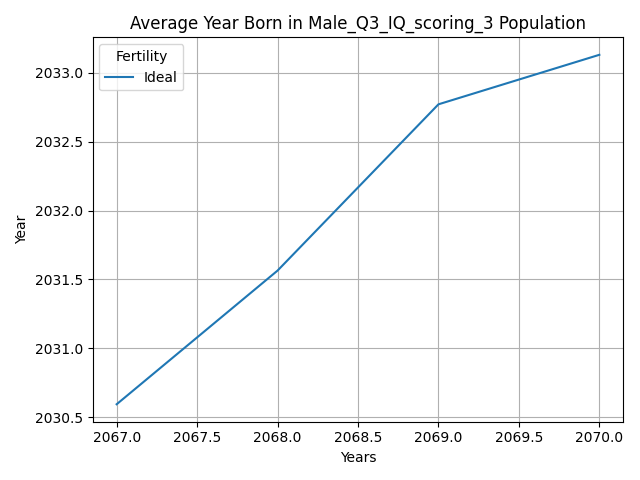 Average Year Born in Male_Q3_IQ_scoring_3 Population
Fertility
Ideal
2033.0
2032.5
2032.0
2031.5
2031.0
2030.5
Year
2067.0 2067.5 2068.0 2068.5 2069.0 2069.5 2070.0
Years